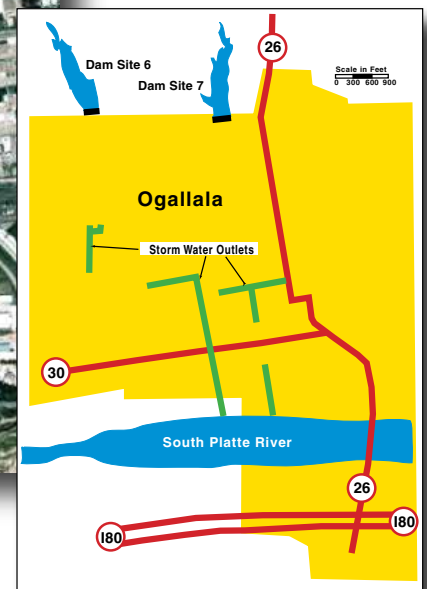 26
Dam Site 6
Dam Site 7
Scale in Feet
0 300 600 900
Ogallala
Storm Water Outlets
30
South Platte River
26
I80
I80